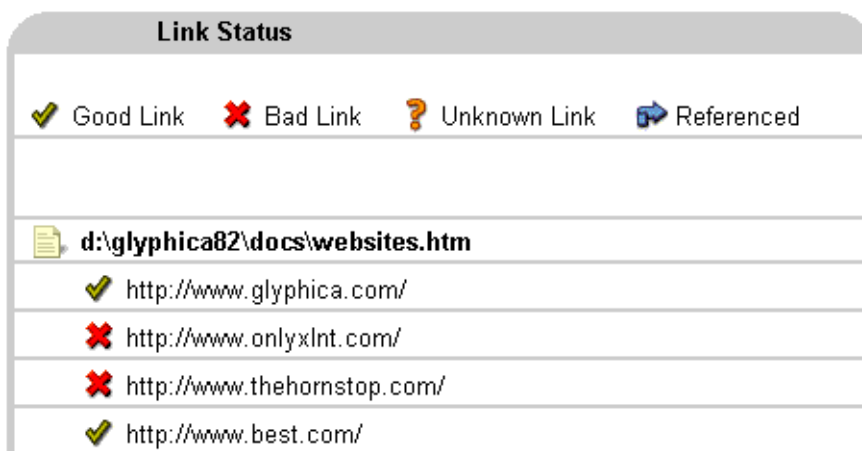 Link Status
Good Link Bad Link Unknown Link Referenced
d:\glyphica82\docs\websites.htm
http://www.glyphica.com/
http://www.onlyxlnt.com/
http://www.thehornstop.com/
http://www.best.com/